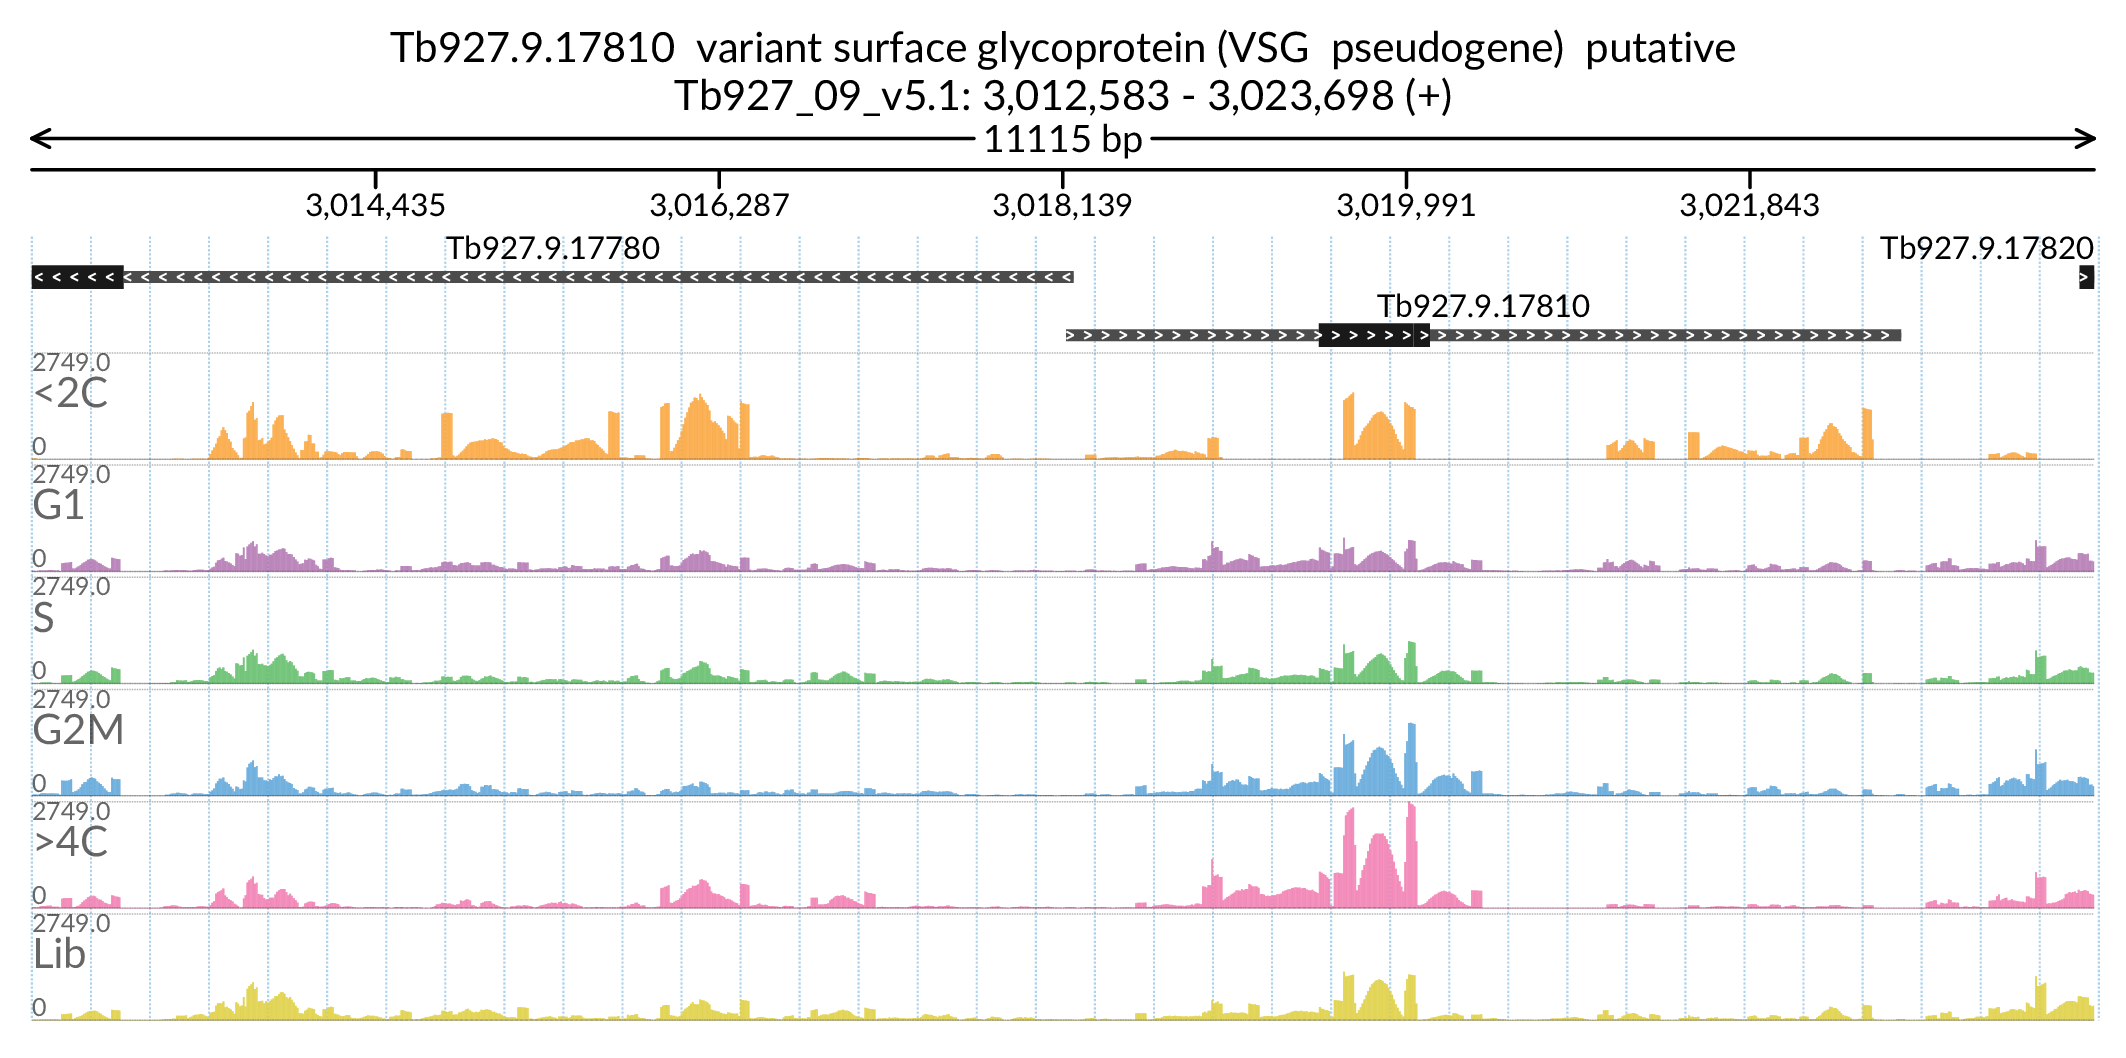 Tb927.9.17810  variant surface glycoprotein (VSG  pseudogene)  putative
Tb927_09_v5.1: 3,012,583 - 3,023,698 (+)
11115 bp
3,014,435 3,016,287 3,018,139 3,019,991 3,021,843
Tb927.9.17780 Tb927.9.17820
Tb927.9.17810
2749.0
<2C
0
2749.0
G1
0
2749.0
S
0
2749.0
G2M
0
2749.0
>4C
0
2749.0
Lib
0